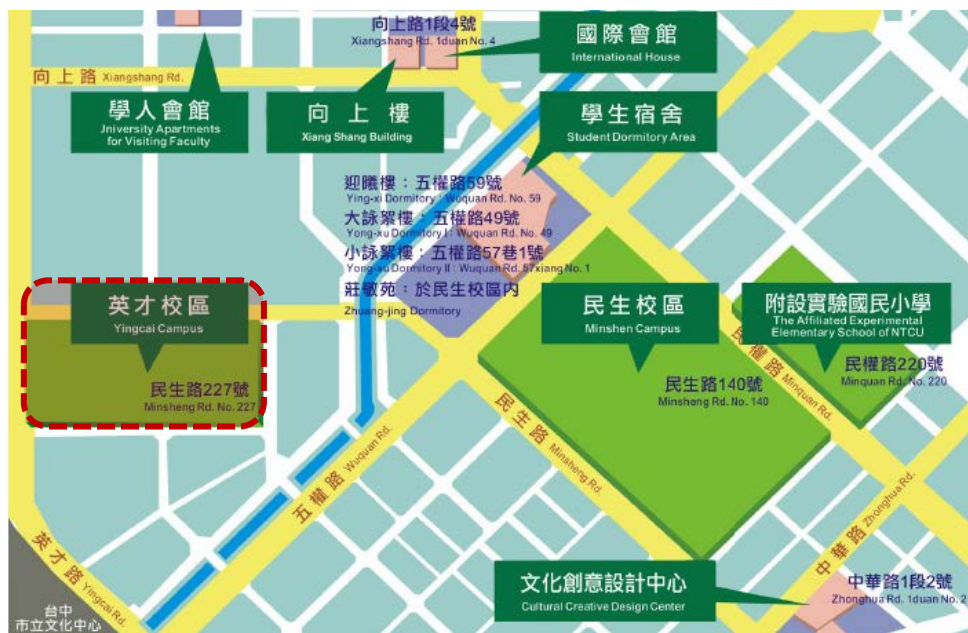 向上路1段4號
Xiangshang Rd. 1duan No. 4
國際會館
International House
向上路 Xiangshang Rd.
學人會館
Jniversity Apartments
for Visiting Faculty
向上樓
Xiang Shang Building
學生宿舍
Student Dormitory Area
迎曦樓：五權路59號
Ying-xi Dormitory：Wuquan Rd. No. 59
大詠絮樓：五權路49號
Yong-xu Dormitory I：Wuquan Rd. No. 49
小詠絮樓：五權路57巷1號
Yong-xu Dormitory II：Wuquan Rd. 57xiang No. 1
莊敬苑：於民生校區內
Zhuang-jing Dormitory
英才校區
Yingcai Campus
民生路227號
Minsheng Rd. No. 227
民生校區
Minshen Campus
民生路140號
Minsheng Rd. No. 140
附設實驗國民小學
The Affiliated Experimental
Elementary School of NTCU
民權路220號
Minquan Rd. No. 220
民權路 Minquan Rd.
民生路 Minsheng Rd.
五權路 Wuquan Rd.
中華路 Zhonghua Rd.
英才路 Yingcai Rd.
文化創意設計中心
Cultural Creative Design Center
中華路1段2號
Zhonghua Rd. 1duan No. 2
台中
市立文化中心